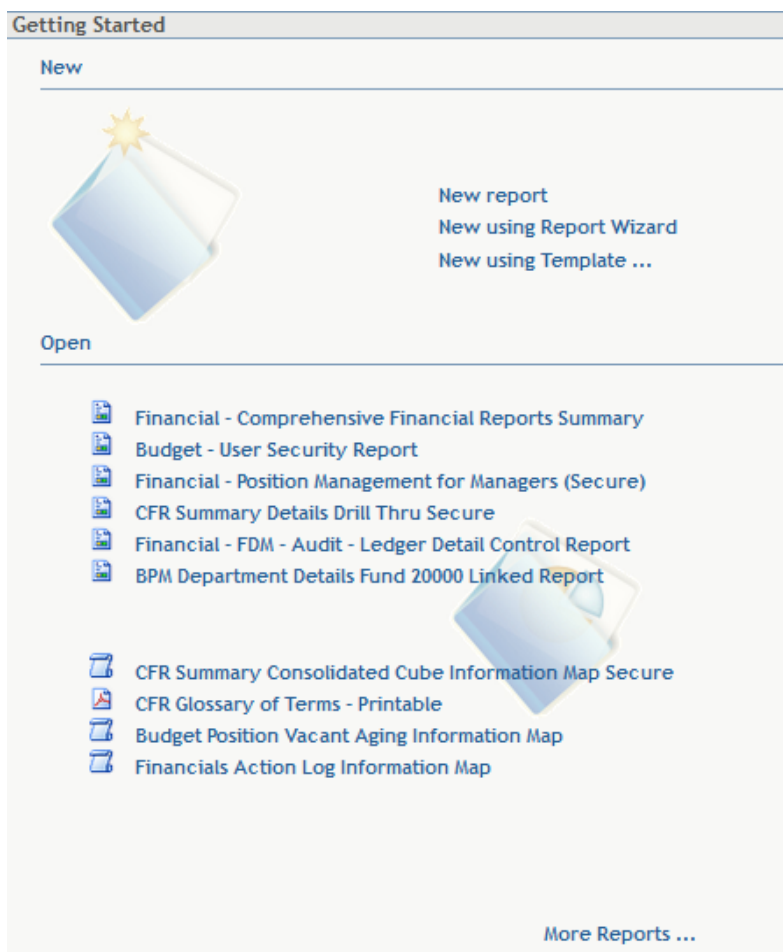 Getting Started
New
New report
New using Report Wizard
New using Template ...
Open
Financial - Comprehensive Financial Reports Summary
Budget - User Security Report
Financial - Position Management for Managers (Secure)
CFR Summary Details Drill Thru Secure
Financial - FDM - Audit - Ledger Detail Control Report
BPM Department Details Fund 20000 Linked Report
CFR Summary Consolidated Cube Information Map Secure
CFR Glossary of Terms - Printable
Budget Position Vacant Aging Information Map
Financials Action Log Information Map
More Reports ...